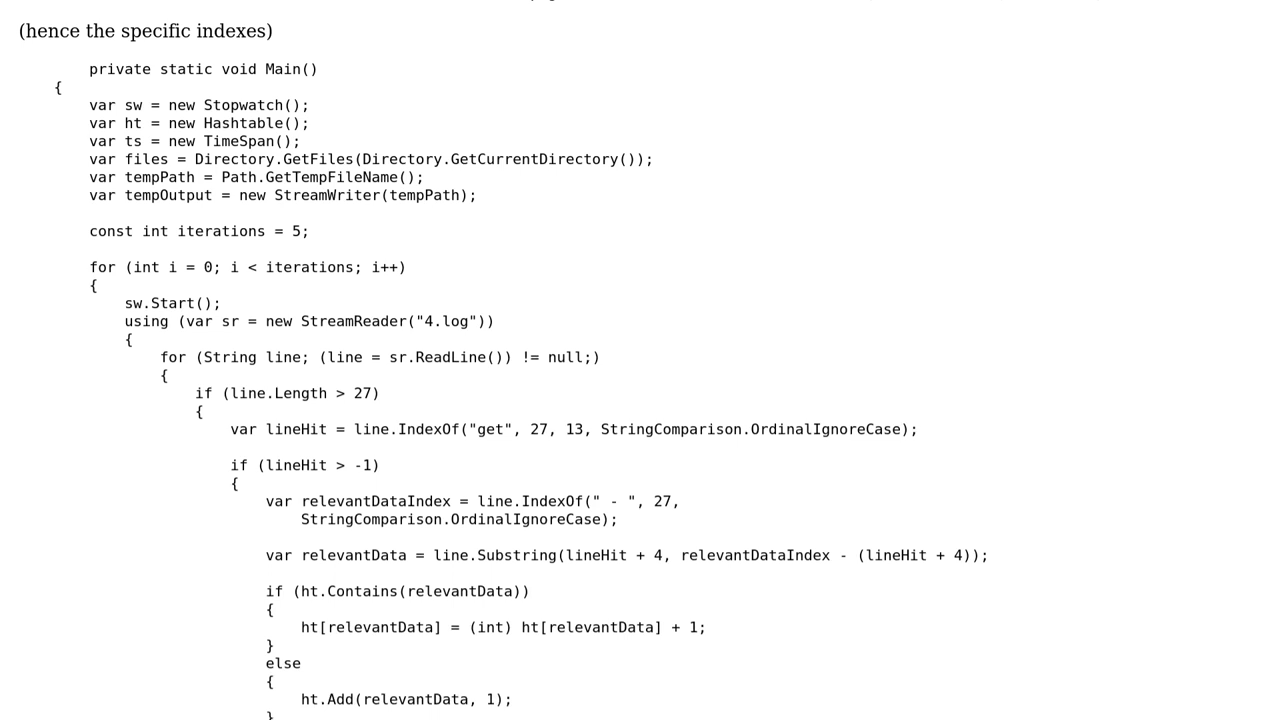 (hence the specific indexes)
        private static void Main()
    {
        var sw = new Stopwatch();
        var ht = new Hashtable();
        var ts = new TimeSpan();
        var files = Directory.GetFiles(Directory.GetCurrentDirectory());
        var tempPath = Path.GetTempFileName();
        var tempOutput = new StreamWriter(tempPath);

        const int iterations = 5;

        for (int i = 0; i < iterations; i++)
        {
            sw.Start();
            using (var sr = new StreamReader("4.log"))
            {
                for (String line; (line = sr.ReadLine()) != null;)
                {
                    if (line.Length > 27)
                    {
                        var lineHit = line.IndexOf("get", 27, 13, StringComparison.OrdinalIgnoreCase);

                        if (lineHit > -1)
                        {
                            var relevantDataIndex = line.IndexOf(" - ", 27,
                                StringComparison.OrdinalIgnoreCase);

                            var relevantData = line.Substring(lineHit + 4, relevantDataIndex - (lineHit + 4));

                            if (ht.Contains(relevantData))
                            {
                                ht[relevantData] = (int) ht[relevantData] + 1;
                            }
                            else
                            {
                                ht.Add(relevantData, 1);
                            }